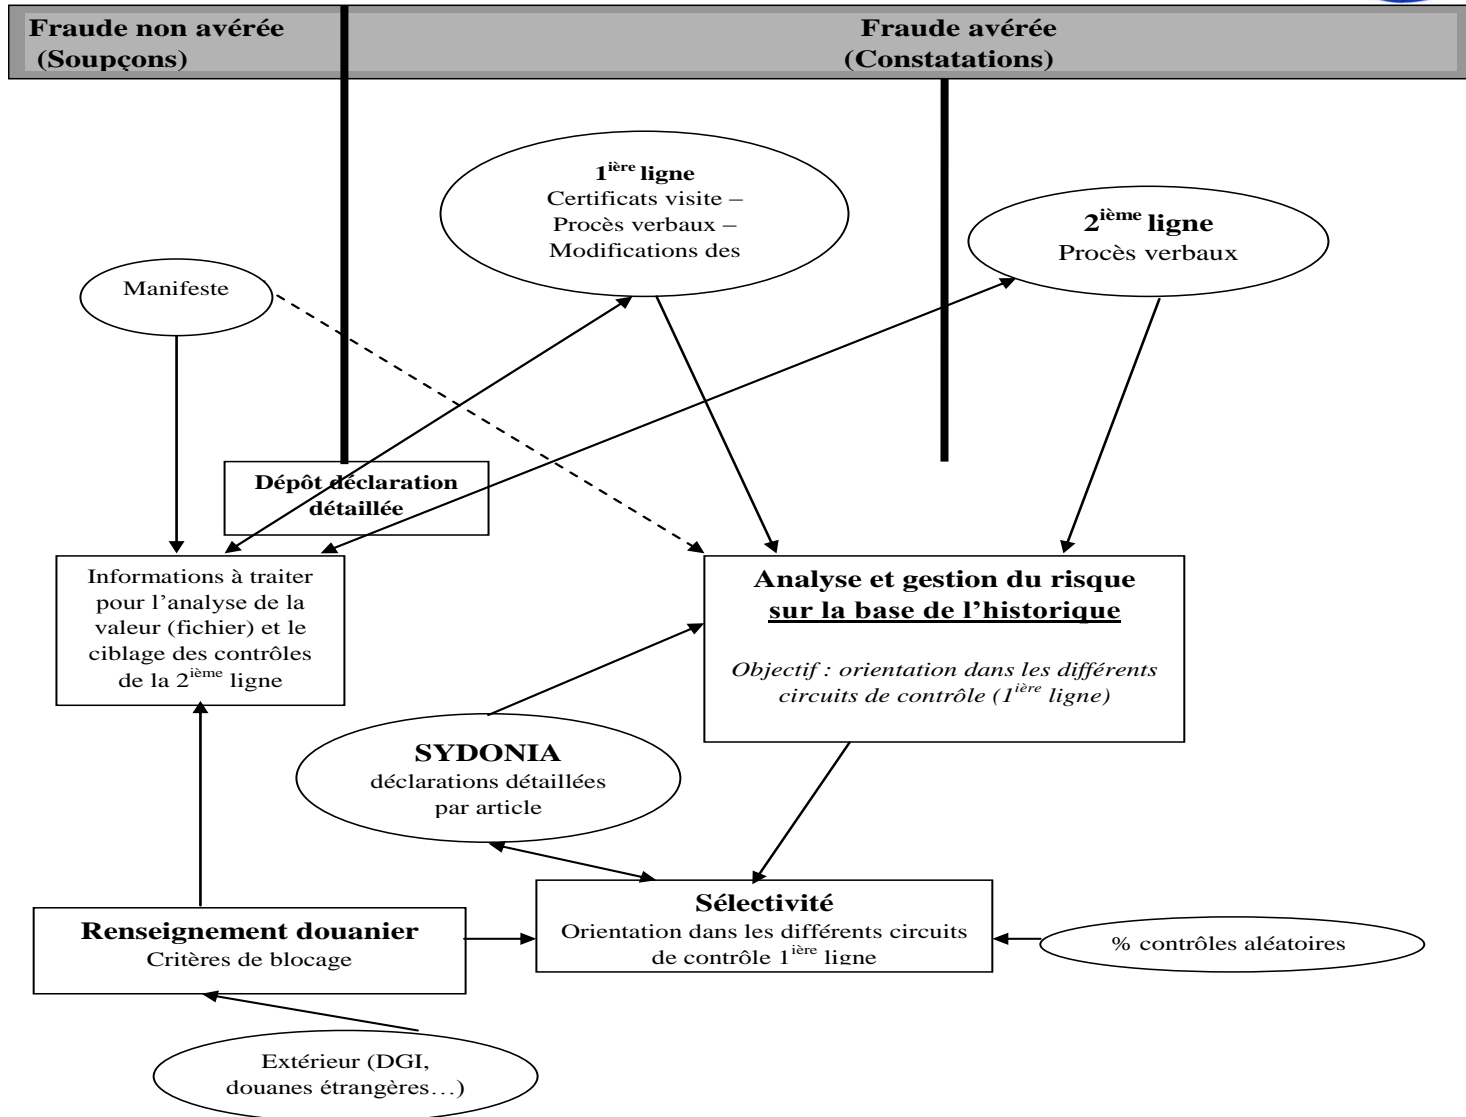 Fraude non avérée
(Soupçons)
Fraude avérée
(Constatations)
1ière ligne
Certificats visite –
Procès verbaux –
Modifications des
2ième ligne
Procès verbaux
Manifeste
Dépôt déclaration
détaillée
Informations à traiter
pour l’analyse de la
valeur (fichier) et le
ciblage des contrôles
de la 2ième ligne
Analyse et gestion du risque
sur la base de l’historique
Objectif : orientation dans les différents
circuits de contrôle (1ière ligne)
SYDONIA
déclarations détaillées
par article
Sélectivité
Orientation dans les différents circuits
de contrôle 1ière ligne
Renseignement douanier
Critères de blocage
% contrôles aléatoires
Extérieur (DGI,
douanes étrangères…)